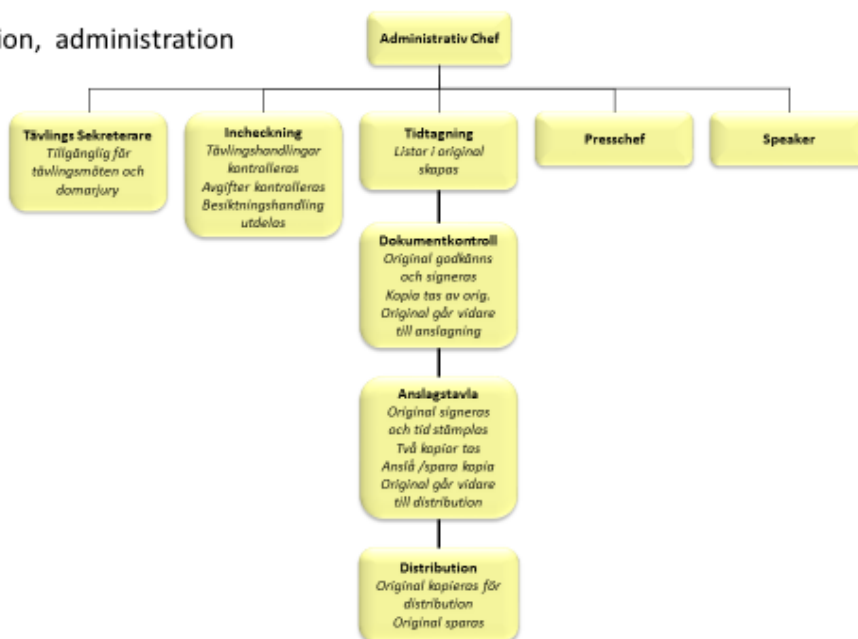 ion, administration
Administrativ Chef
Tävlings Sekreterare
Tillgänglig för
tävlingsmöten och
domarjury
Incheckning
Tävlingshandlingar
kontrolleras
Avgifter kontrolleras
Besiktningshandling
utdelas
Tidtagning
Listor i original
skapas
Presschef
Speaker
Dokumentkontroll
Original godkänns
och signeras
Kopia tas av orig.
Original går vidare
till anslagning
Anslagstavla
Original signeras
och tid stämplas
Två kopior tas
Anslå /spara kopia
Original går vidare
till distribution
Distribution
Original kopieras för
distribution
Original sparas